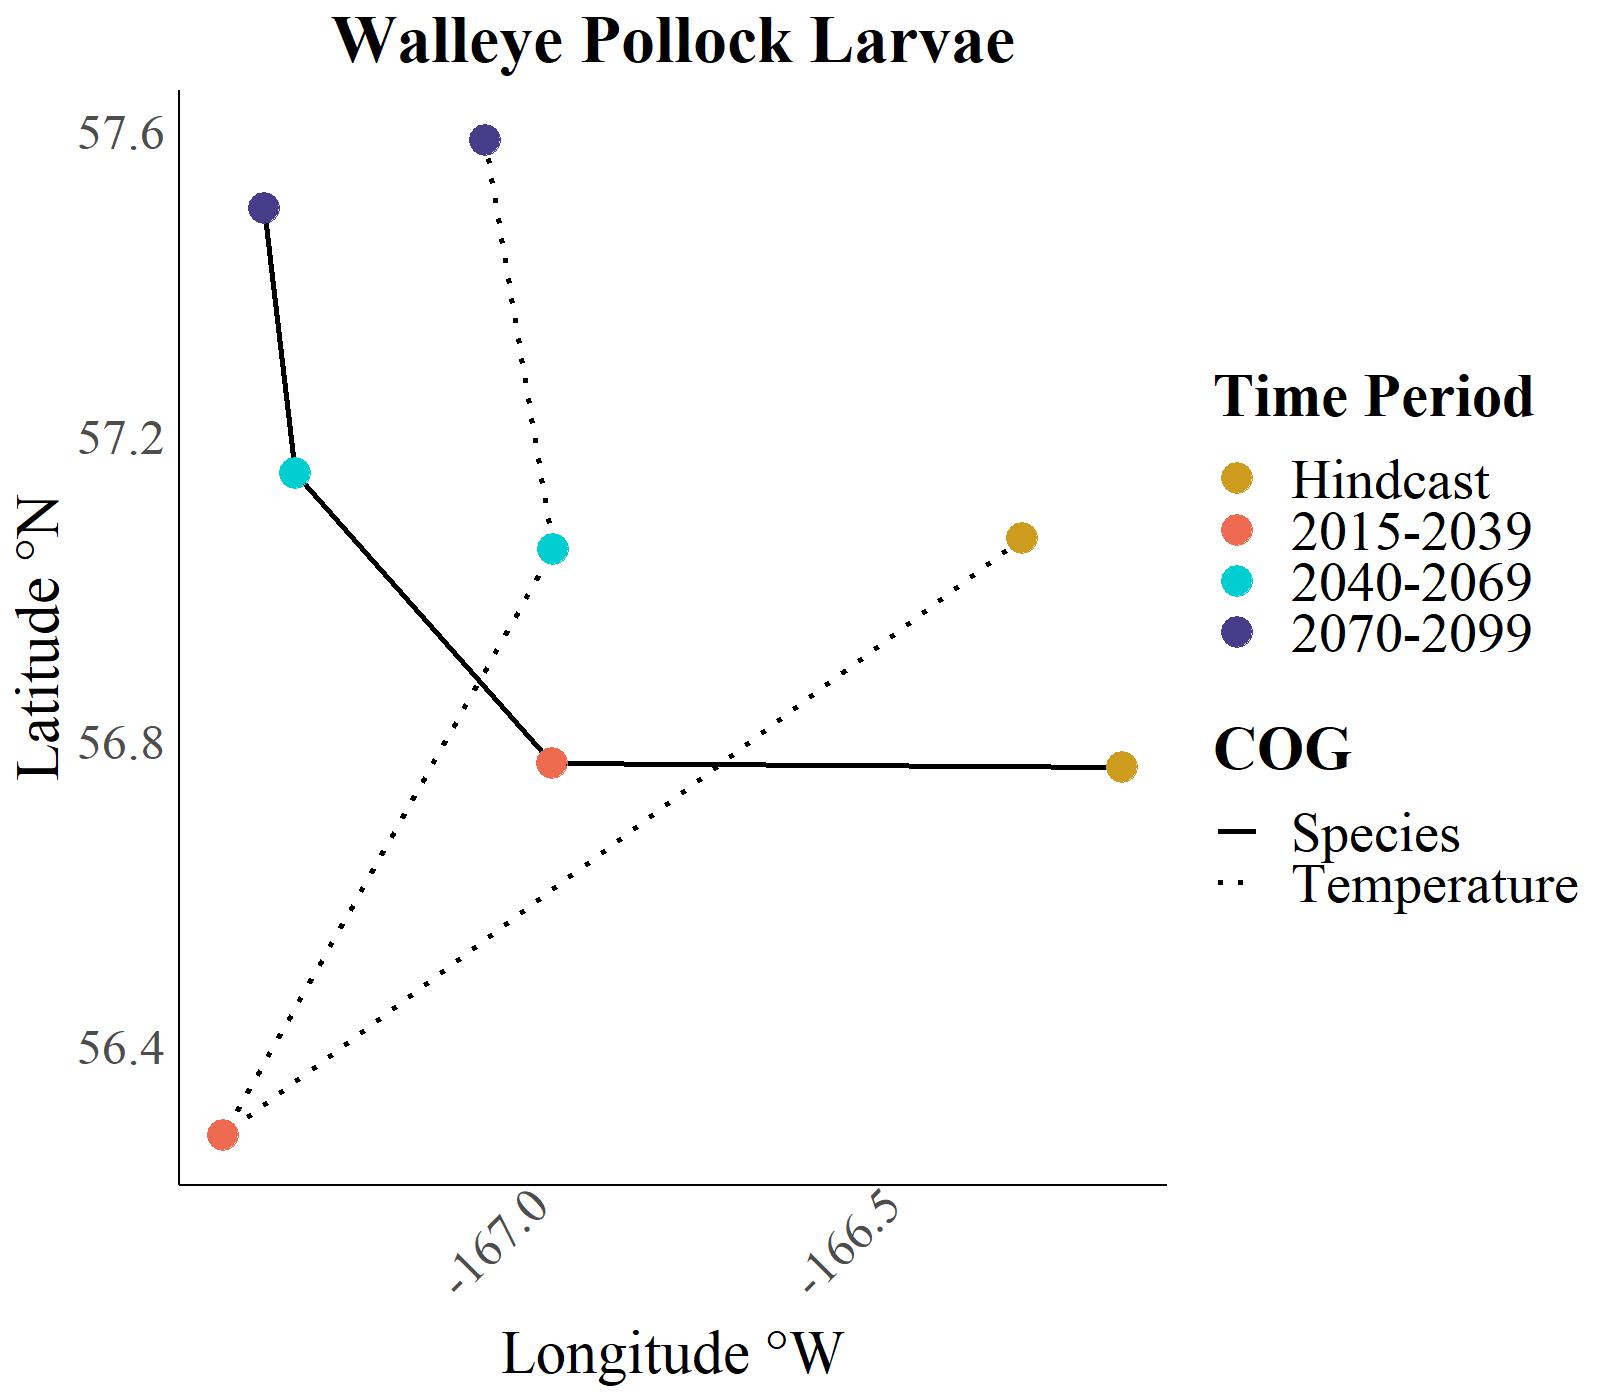 Walleye Pollock Larvae
57.6
57.2
56.8
56.4
Latitude °N
-167.0
-166.5
Longitude °W
Time Period
Hindcast
2015-2039
2040-2069
2070-2099
COG
Species
Temperature